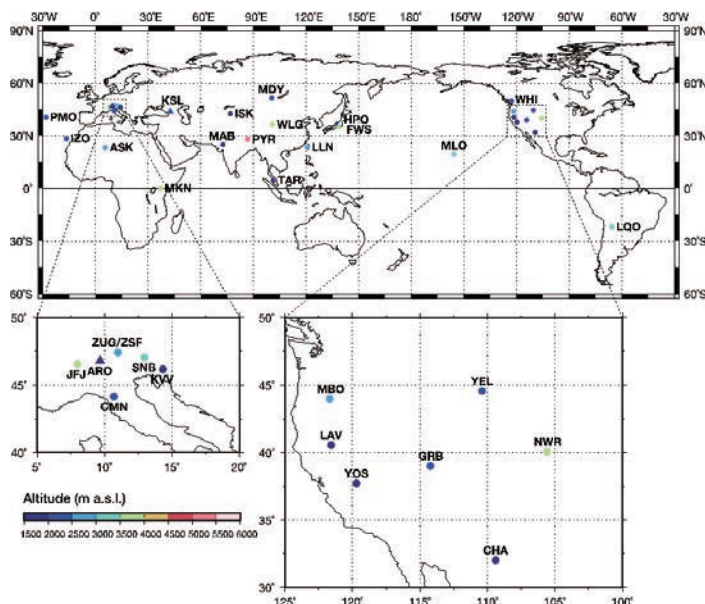 30°W 0°E 30°E 60°E 90°E 120°E 150°E 180°E 150°W 120°W 90°W 60°W 30°W
90°N 90°N
60°N 60°N
30°N 30°N
0° 0°
30°S 30°S
60°S 60°S
PMO KSL ISK MDY WHI
IZO MAB WLG HPO
ASK PYR FWS
LLN MLO
MKN TAR LQO
50°
45°
40°
5° 10° 15° 20°
ZUG/ZSF
JFJ ARO SNB KVV
CMN
50°
45°
40°
35°
30°
125° 120° 115° 110° 105° 100°
MBO YEL
LAV NWR
YOS GRB
CHA
Altitude (m a.s.l.)
1500 2000 2500 3000 3500 4000 4500 5000 5500 6000